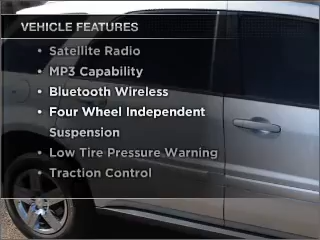 VEHICLE FEATURES
• Satellite Radio
• MP3 Capability
• Bluetooth Wireless
• Four Wheel Independent
Suspension
• Low Tire Pressure Warning
• Traction Control